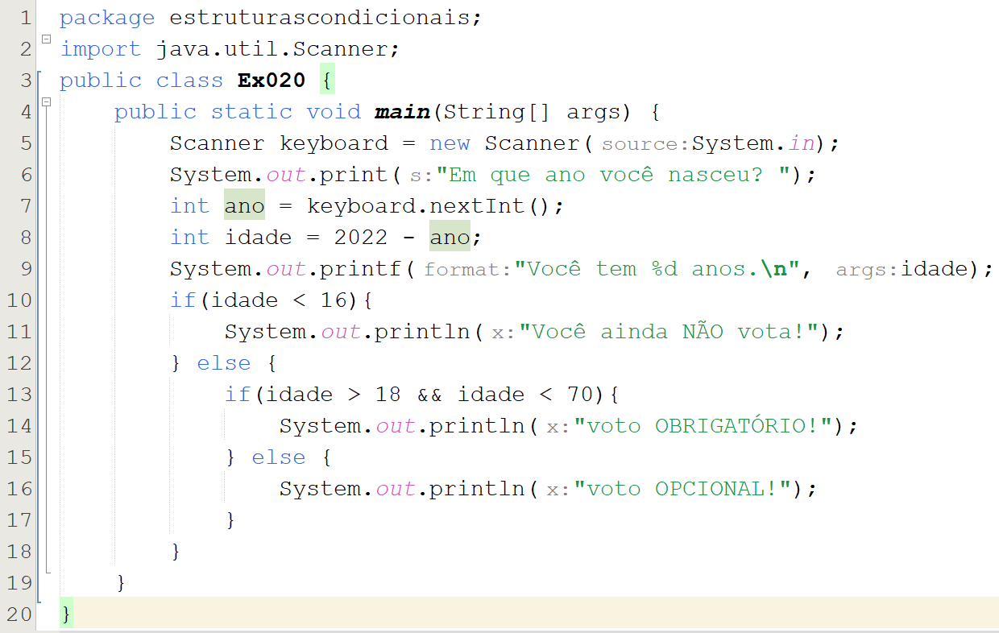 1 package estruturascondicionais;
2 import java.util.Scanner;
3 public class Ex020 {
4 public static void main(String[] args) {
5 Scanner keyboard = new Scanner( source:System.in);
6 System.out.print( s:"Em que ano você nasceu? ");
7 int ano = keyboard.nextInt();
8 int idade = 2022 - ano;
9 System.out.printf( format:"Você tem %d anos.\n", args:idade);
10 if(idade < 16){
11 System.out.println( x:"Você ainda NÃO vota!");
12 } else {
13 if(idade > 18 && idade < 70){
14 System.out.println( x:"voto OBRIGATÓRIO!");
15 } else {
16 System.out.println( x:"voto OPCIONAL!");
17 }
18 }
19 }
20 }